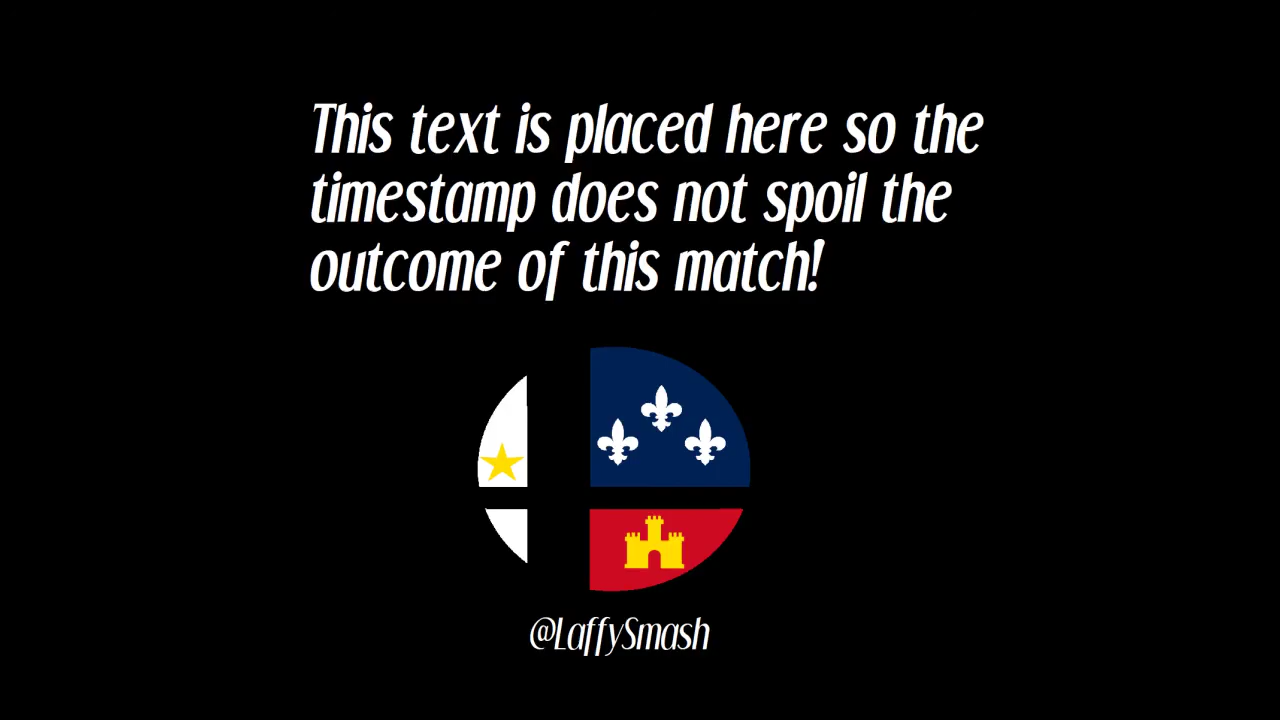 This text is placed here so the
timestamp does not spoil the
outcome of this match!
@LaffySmash